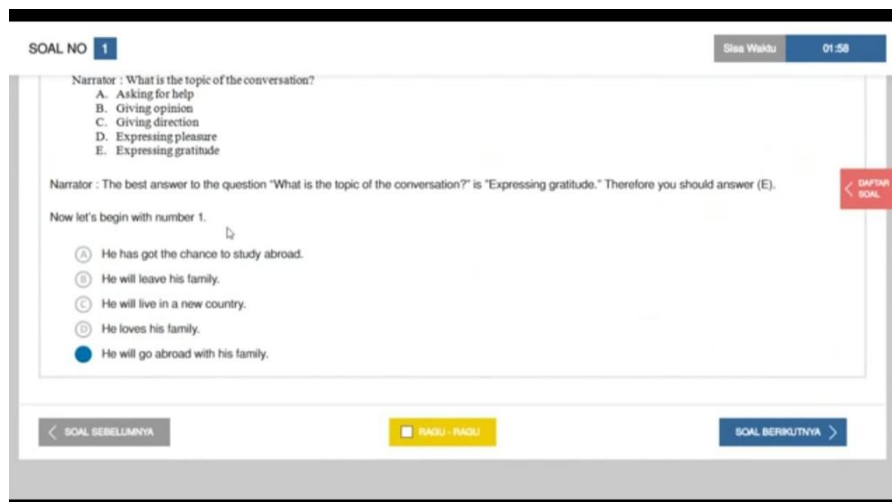 SOAL NO 1
Sisa Waktu 01:58
Narrator : What is the topic of the conversation?
A. Asking for help
B. Giving opinion
C. Giving direction
D. Expressing pleasure
E. Expressing gratitude
Narrator : The best answer to the question "What is the topic of the conversation?" is "Expressing gratitude." Therefore you should answer (E).
DAFTAR
SOAL
Now let's begin with number 1.
A He has got the chance to study abroad.
B He will leave his family.
C He will live in a new country.
D He loves his family.
He will go abroad with his family.
SOAL SEBELUMNYA
RAGU - RAGU
SOAL BERIKUTNYA